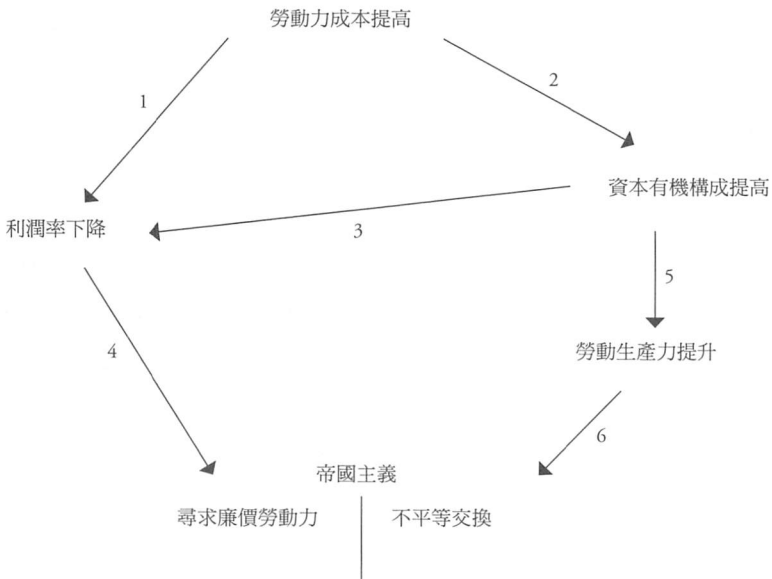 勞動力成本提高
1
2
資本有機構成提高
利潤率下降
3
5
4
勞動生產力提升
6
帝國主義
尋求廉價勞動力
不平等交換